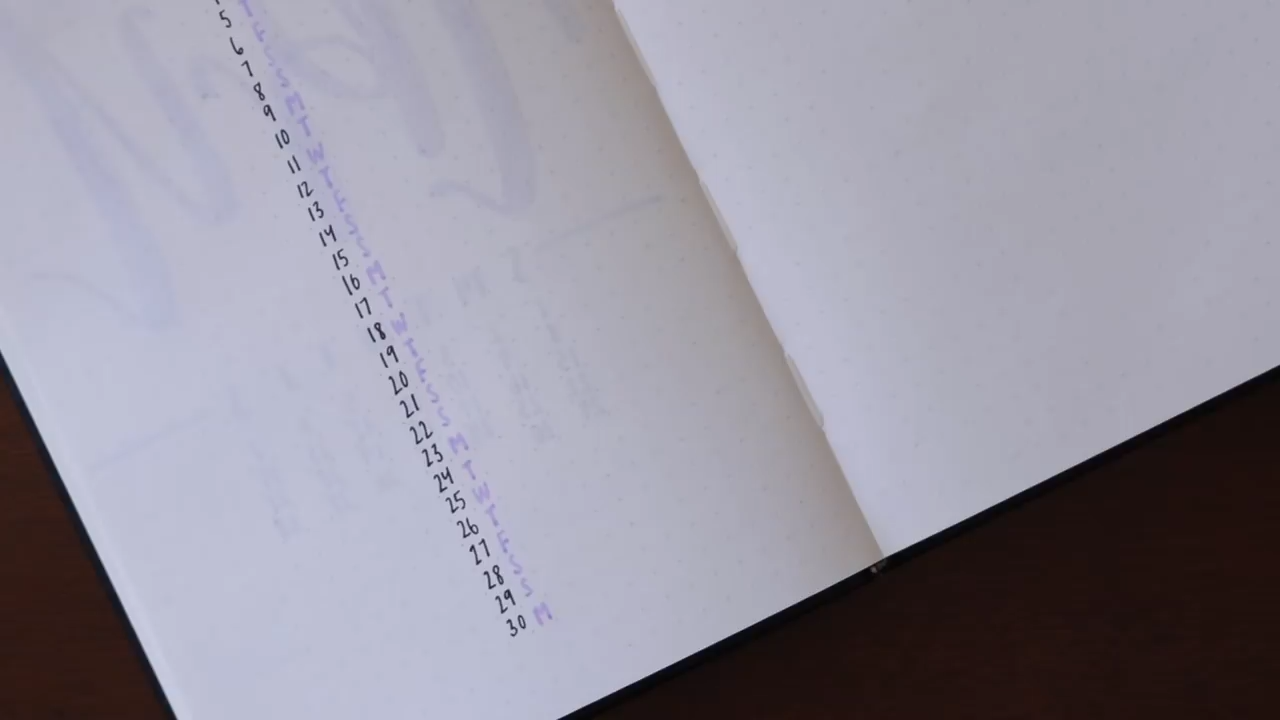 5 T
6 F
7 S
8 S
9 M
10 T
11 W
12 T
13 F
14 S
15 S
16 M
17 T
18 W
19 T
20 F
21 S
22 S
23 M
24 T
25 W
26 T
27 F
28 S
29 S
30 M